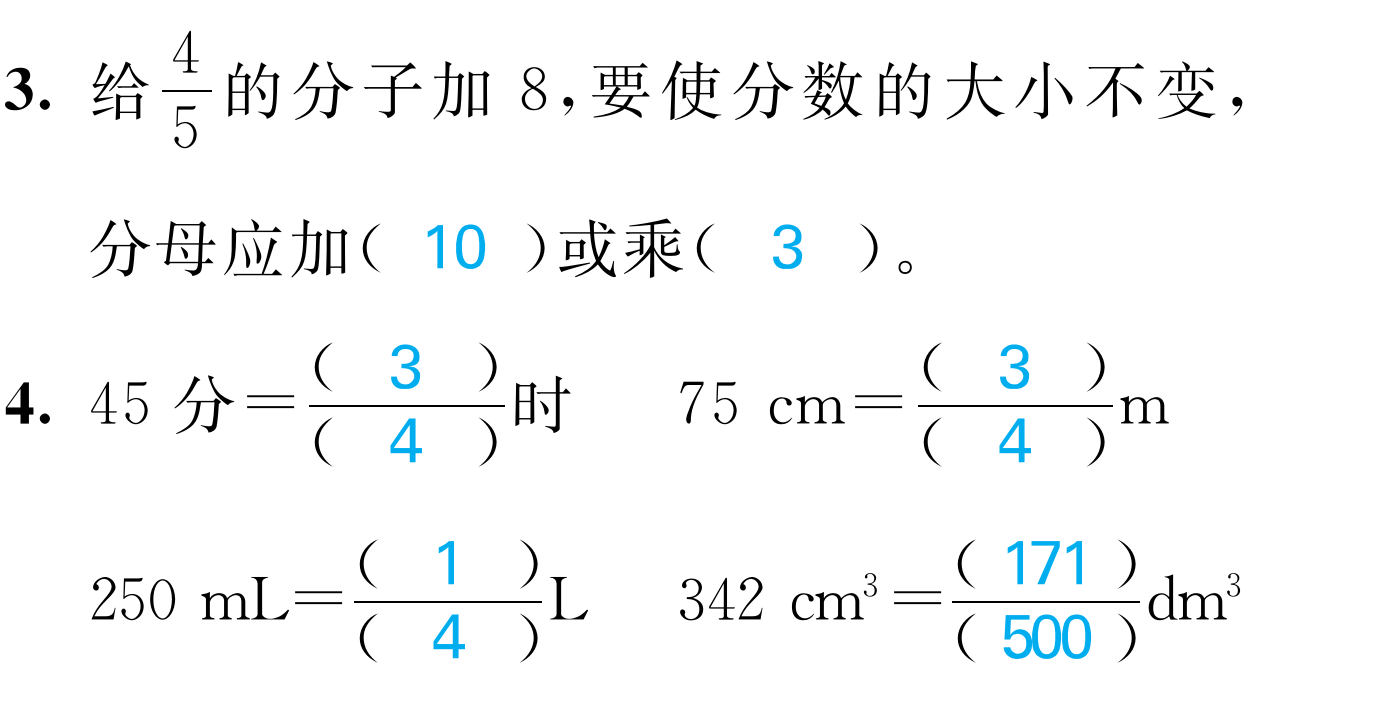 3. 给4/5的分子加 8,要使分数的大小不变,
分母应加( 10 )或乘( 3 )。
4. 45 分=( 3 )/( 4 )时 75 cm=( 3 )/( 4 )m
250 mL=( 1 )/( 4 )L 342 cm³=( 171 )/( 500 )dm³